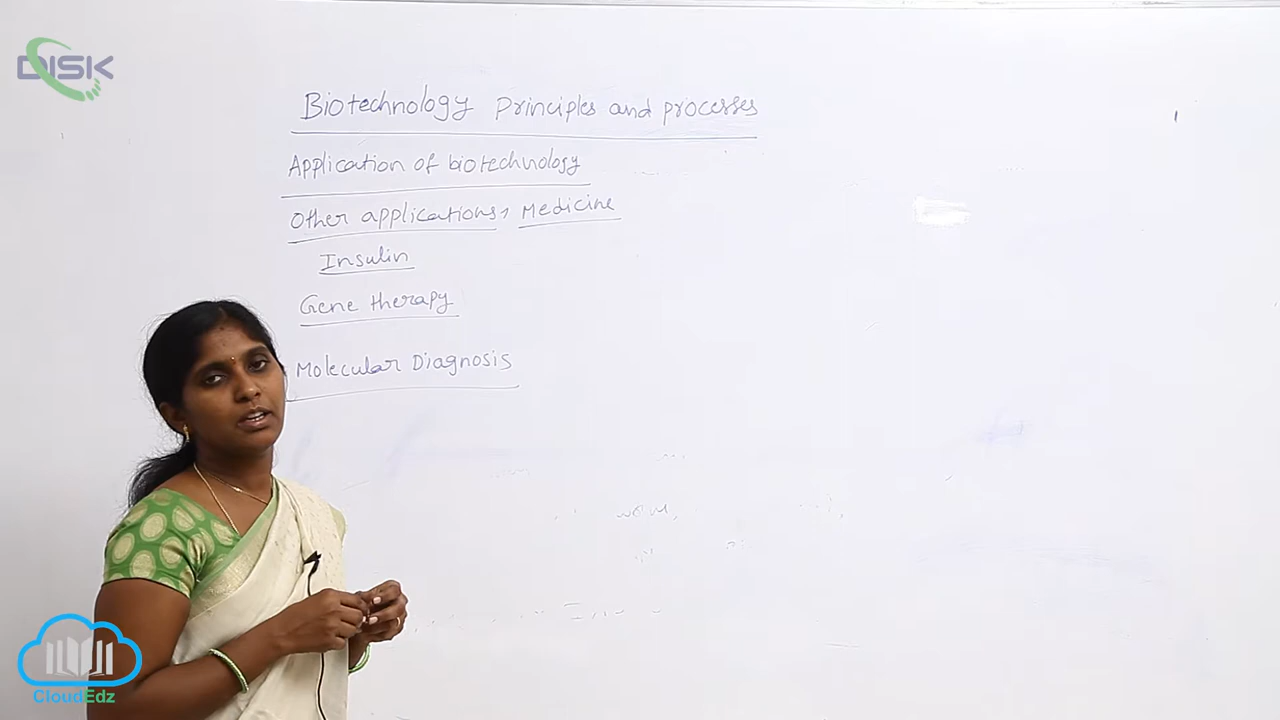 DISK
Biotechnology Principles and processes
Application of biotechnology
Other applications, Medicine
Insulin
Gene therapy
Molecular Diagnosis
CloudEdz